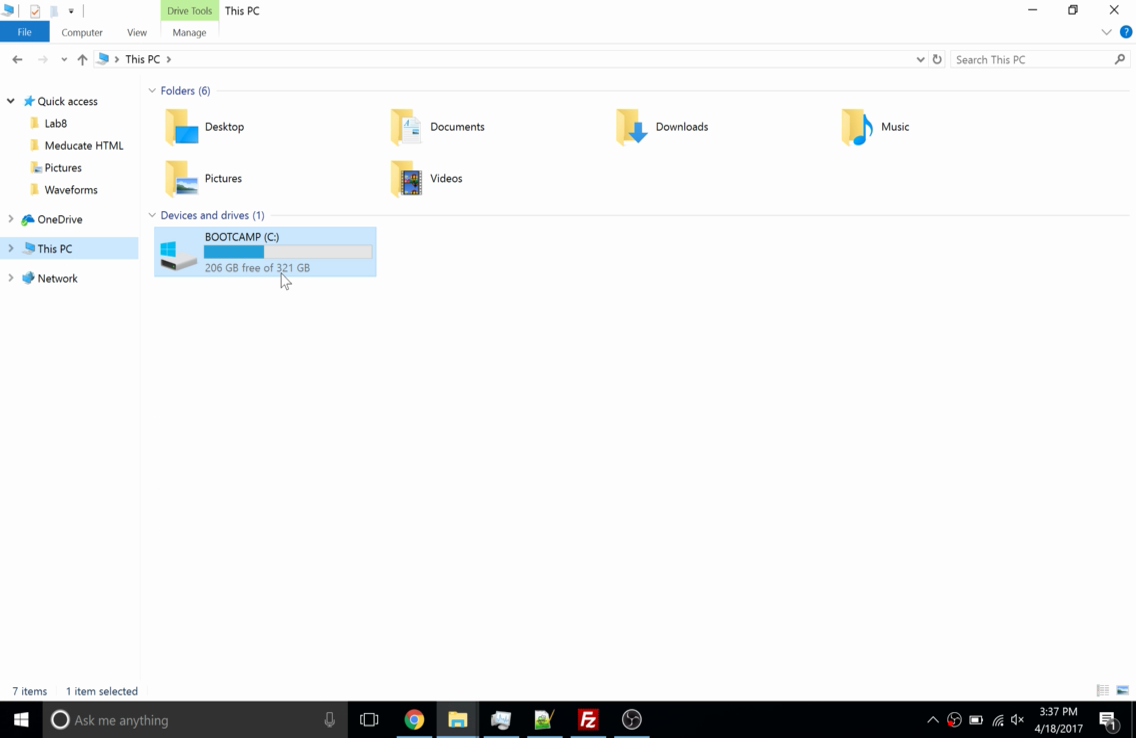 Drive Tools This PC
File Computer View Manage
This PC Search This PC
Quick access
Lab8
Meducate HTML
Pictures
Waveforms
OneDrive
This PC
Network
Folders (6)
Desktop Documents Downloads Music
Pictures Videos
Devices and drives (1)
BOOTCAMP (C:)
206 GB free of 321 GB
7 items 1 item selected
Ask me anything
3:37 PM
4/18/2017
1